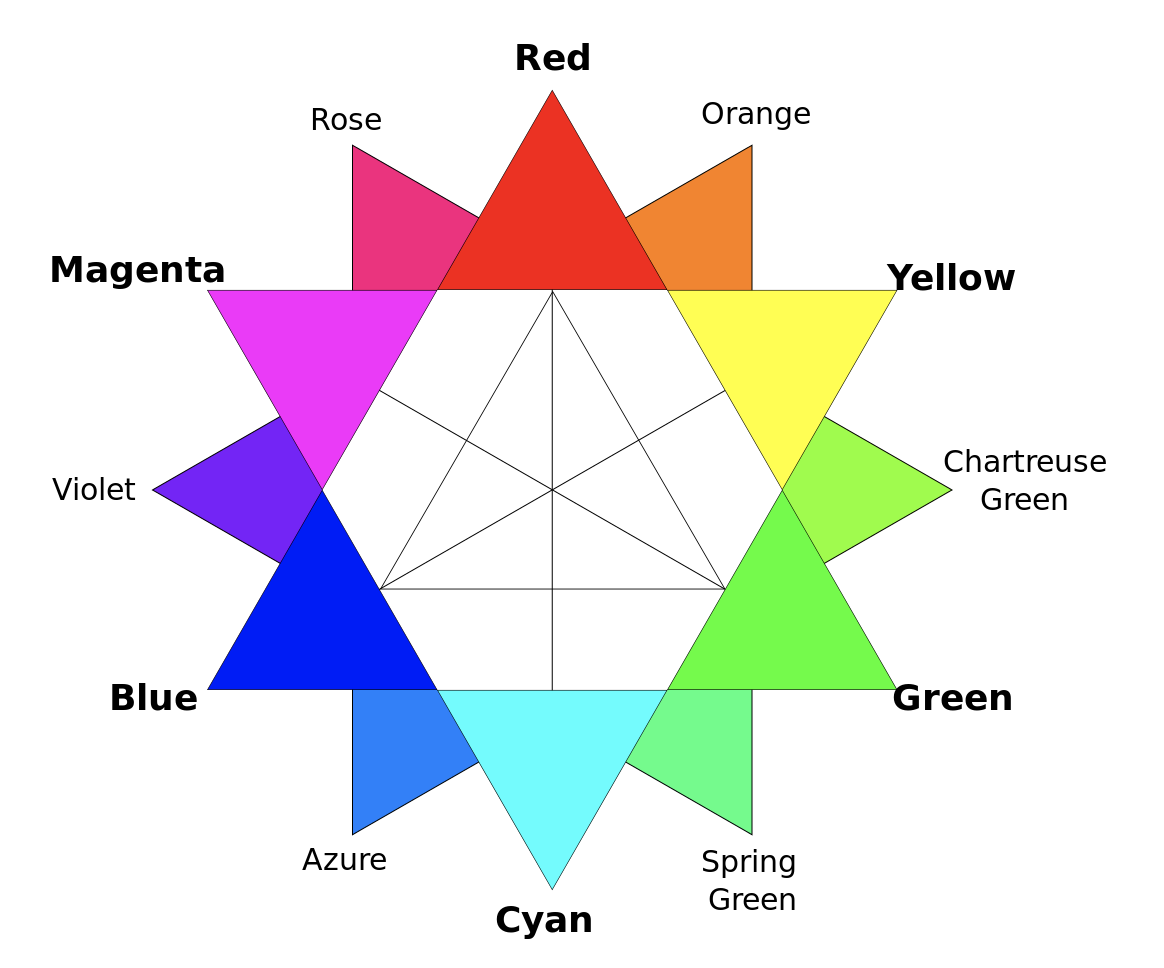 Red
Rose
Orange
Magenta
Yellow
Violet
Chartreuse
Green
Blue
Green
Azure
Spring
Green
Cyan